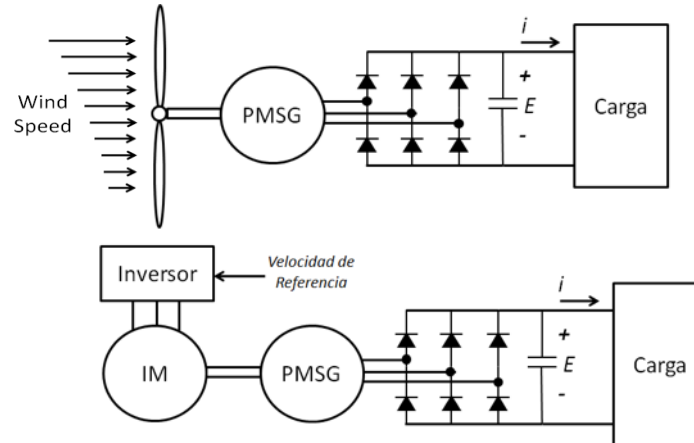 Wind
Speed
PMSG
i
+
E
-
Carga
Inversor
Velocidad de
Referencia
IM
PMSG
i
+
E
-
Carga